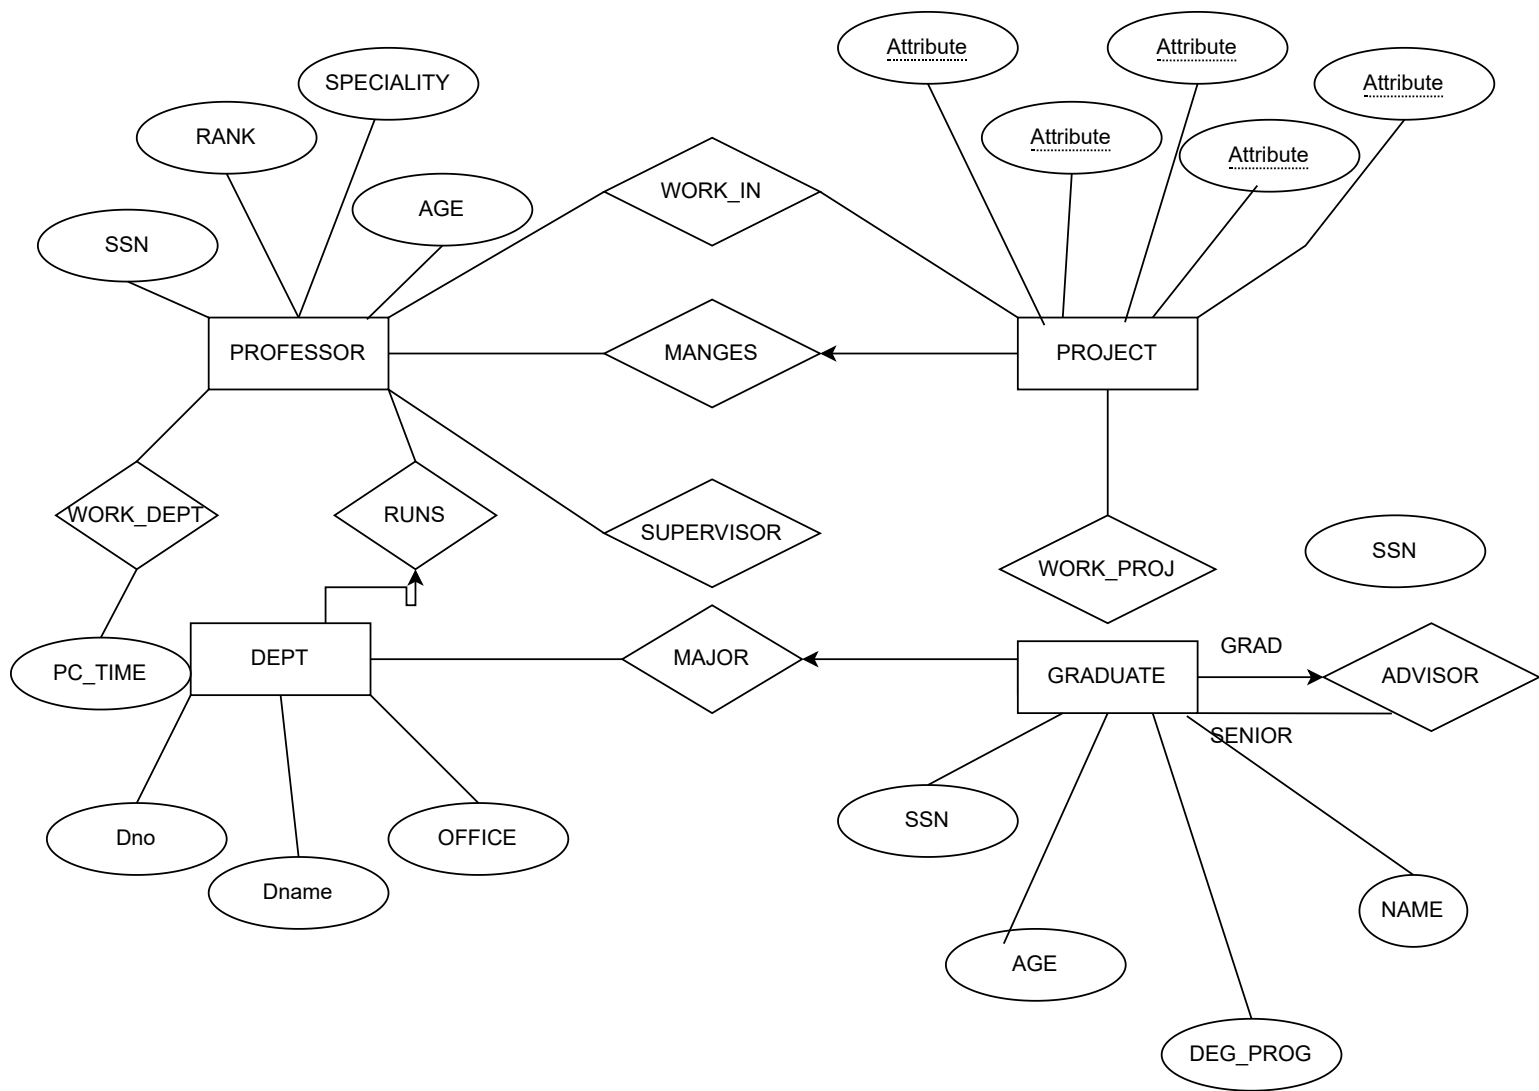 Attribute
Attribute
SPECIALITY
Attribute
RANK
Attribute
Attribute
WORK_IN
AGE
SSN
PROFESSOR
MANGES
PROJECT
WORK_DEPT
RUNS
SUPERVISOR
SSN
WORK_PROJ
GRAD
DEPT
MAJOR
PC_TIME
GRADUATE
ADVISOR
SENIOR
SSN
Dno
OFFICE
Dname
NAME
AGE
DEG_PROG